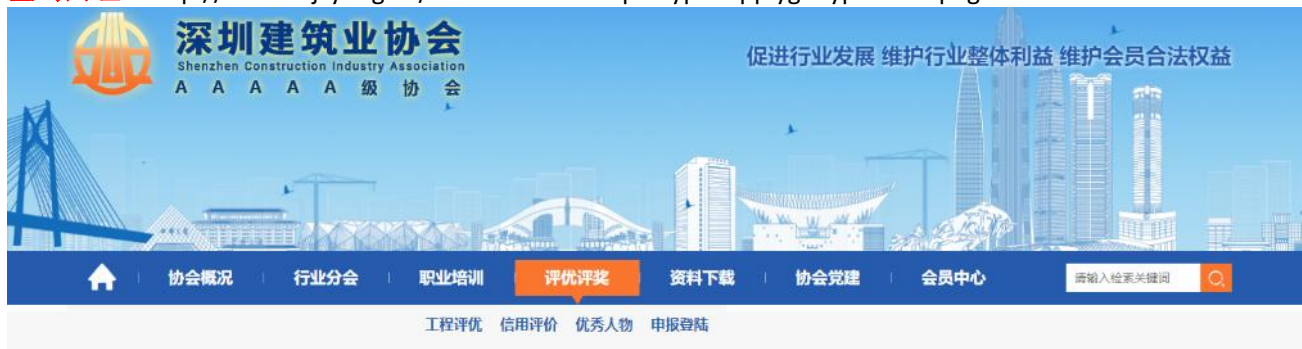 深圳建筑业协会
Shenzhen Construction Industry Association
A A A A A 级 协 会
促进行业发展 维护行业整体利益 维护会员合法权益
协会概况 行业分会 职业培训 评优评奖 资料下载 协会党建 会员中心 请输入检索关键词
工程评优 信用评价 优秀人物 申报登陆